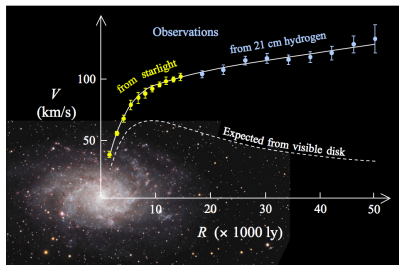 Observations
from 21 cm hydrogen
from starlight
V
(km/s)
100
50
Expected from visible disk
10
20
30
40
50
R (× 1000 ly)